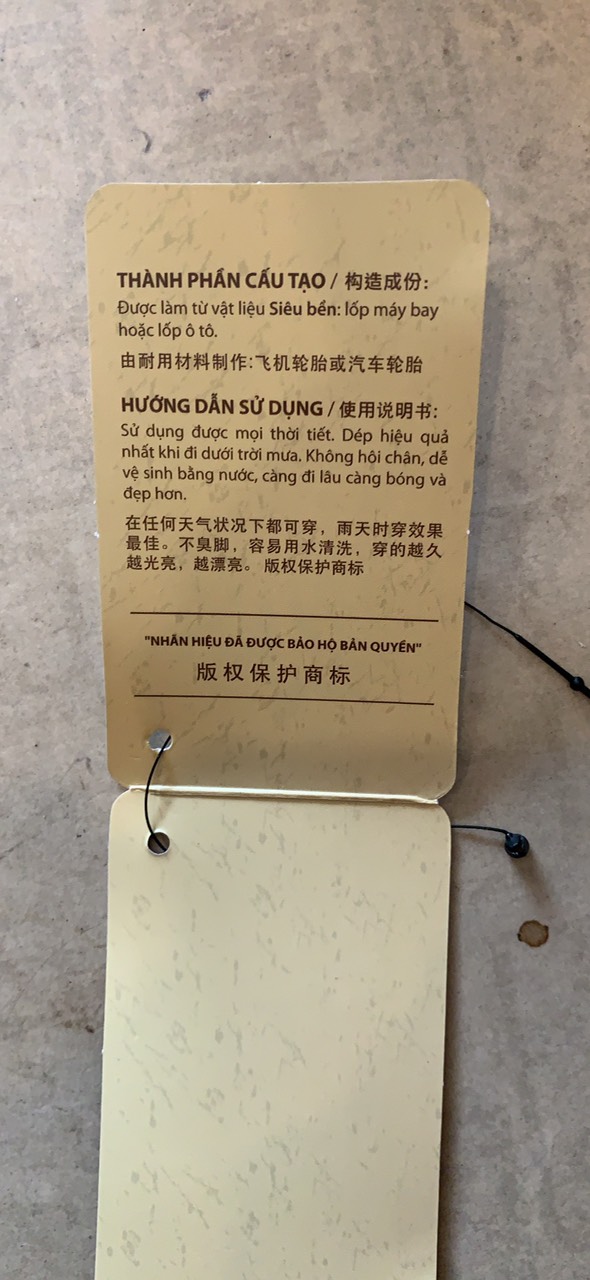 THÀNH PHẦN CẤU TẠO / 构造成份:
Được làm từ vật liệu Siêu bền: lốp máy bay
hoặc lốp ô tô.
由耐用材料制作:飞机轮胎或汽车轮胎
HƯỚNG DẪN SỬ DỤNG / 使用说明书:
Sử dụng được mọi thời tiết. Dép hiệu quả
nhất khi đi dưới trời mưa. Không hôi chân, dễ
vệ sinh bằng nước, càng đi lâu càng bóng và
đẹp hơn.
在任何天气状况下都可穿，雨天时穿效果
最佳。不臭脚，容易用水清洗，穿的越久
越光亮，越漂亮。版权保护商标
"NHÃN HIỆU ĐÃ ĐƯỢC BẢO HỘ BẢN QUYỀN"
版权保护商标